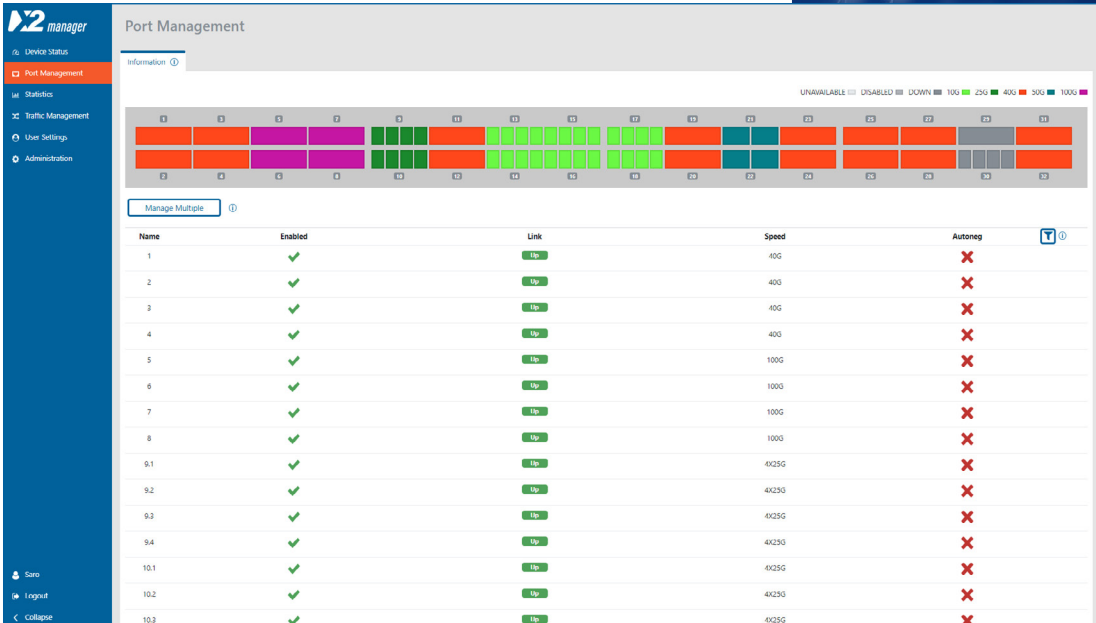 X2 manager
Port Management
Device Status
Port Management
Statistics
Traffic Management
User Settings
Administration
Information
UNAVAILABLE DISABLED DOWN 10G 25G 40G 50G 100G
1 3 5 7 9 11 13 15 17 19 21 23 25 27 29 31
2 4 6 8 10 12 14 16 18 20 22 24 26 28 30 32
Manage Multiple
Name Enabled Link Speed Autoneg
1 Up 40G
2 Up 40G
3 Up 40G
4 Up 40G
5 Up 100G
6 Up 100G
7 Up 100G
8 Up 100G
9.1 Up 4X25G
9.2 Up 4X25G
9.3 Up 4X25G
9.4 Up 4X25G
10.1 Up 4X25G
10.2 Up 4X25G
10.3 Up 4X25G
Saro
Logout
Collapse